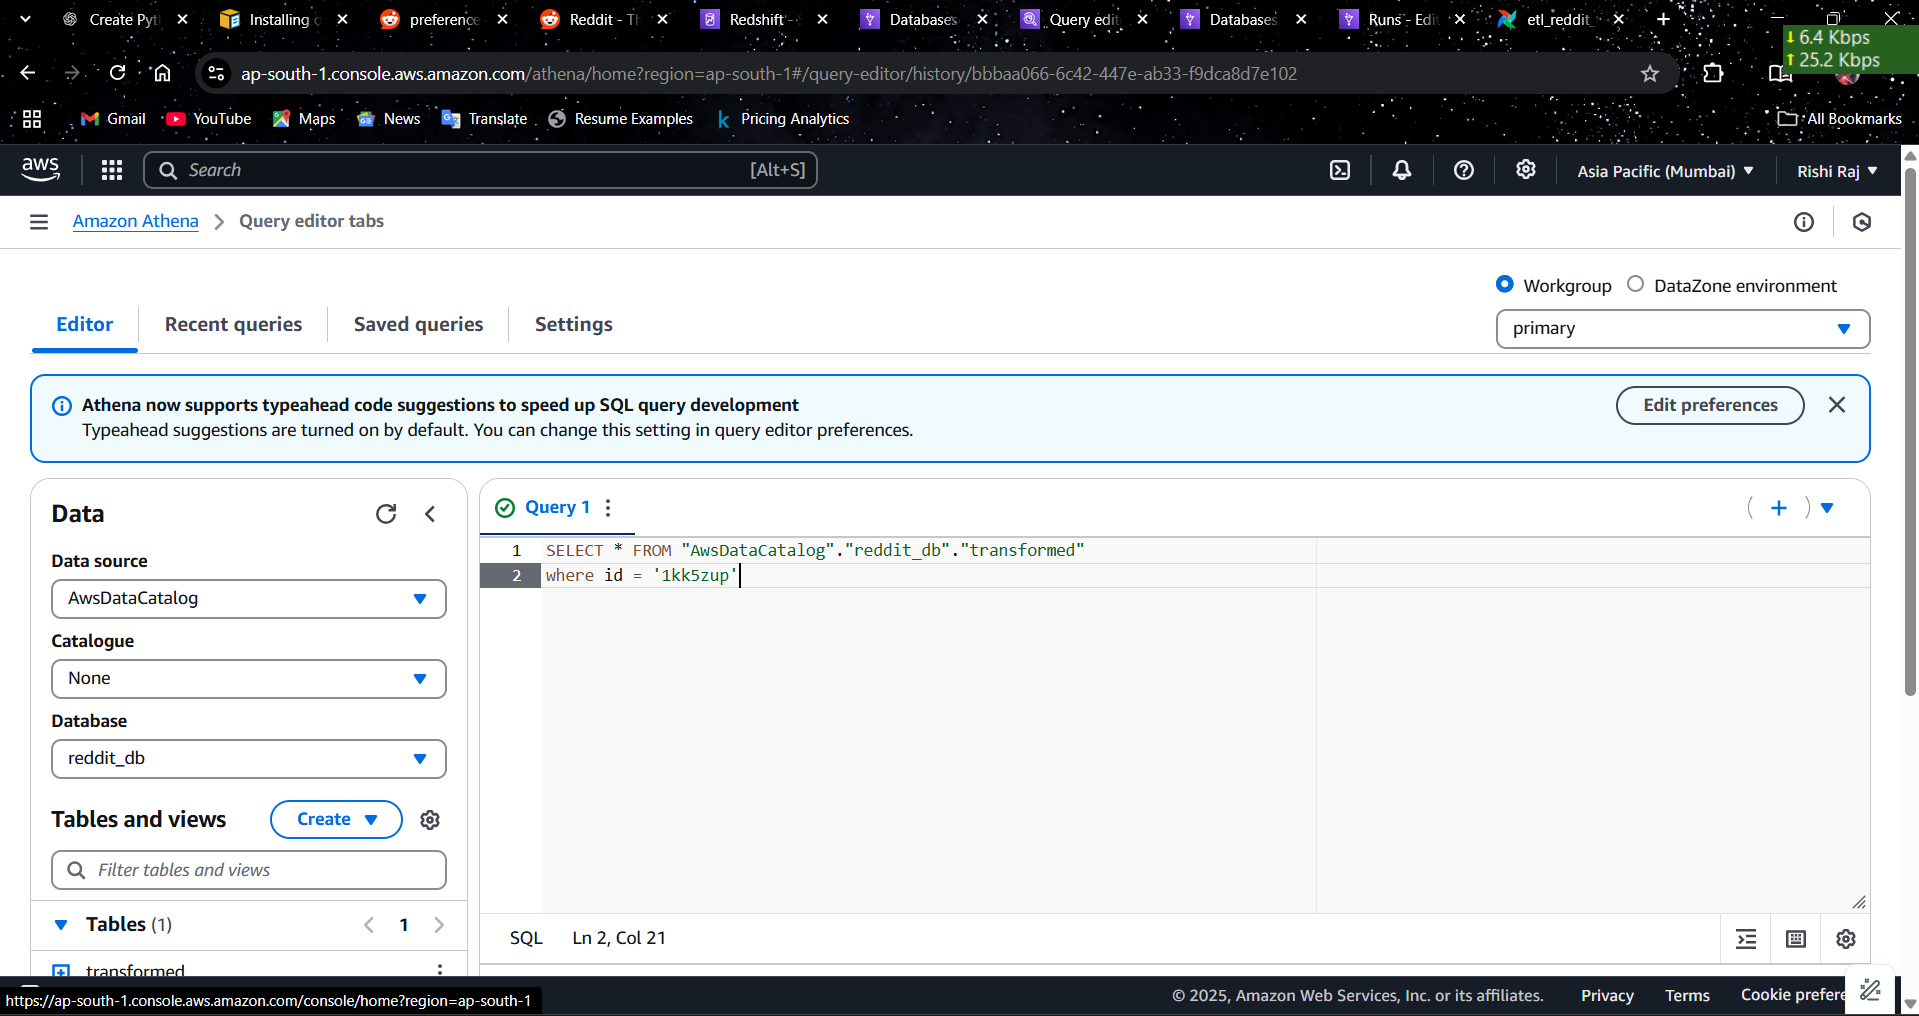 Create Pyt
Installing
preference
Reddit - Th
Redshift -
Databases
Query edit
Databases
Runs - Edit
etl_reddit
6.4 Kbps
25.2 Kbps
ap-south-1.console.aws.amazon.com/athena/home?region=ap-south-1#/query-editor/history/bbbaa066-6c42-447e-ab33-f9dca8d7e102
Gmail
YouTube
Maps
News
Translate
Resume Examples
Pricing Analytics
All Bookmarks
aws
Search
[Alt+S]
Asia Pacific (Mumbai)
Rishi Raj
Amazon Athena > Query editor tabs
Workgroup
DataZone environment
Editor
Recent queries
Saved queries
Settings
primary
Athena now supports typeahead code suggestions to speed up SQL query development
Typeahead suggestions are turned on by default. You can change this setting in query editor preferences.
Edit preferences
Data
Data source
AwsDataCatalog
Catalogue
None
Database
reddit_db
Tables and views
Create
Filter tables and views
Tables (1)
1
transformed
Query 1
1 SELECT * FROM "AwsDataCatalog"."reddit_db"."transformed"
2 where id = '1kk5zup'
SQL
Ln 2, Col 21
https://ap-south-1.console.aws.amazon.com/console/home?region=ap-south-1
© 2025, Amazon Web Services, Inc. or its affiliates.
Privacy
Terms
Cookie prefere